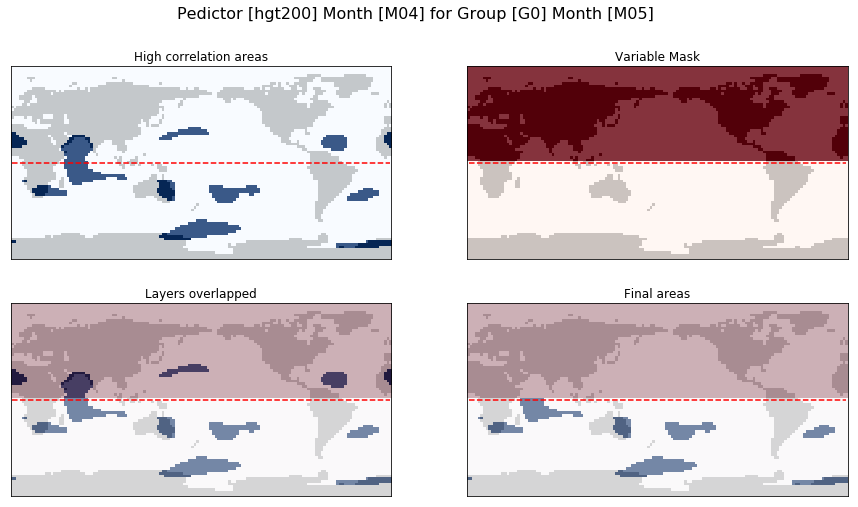 Pedictor [hgt200] Month [M04] for Group [G0] Month [M05]
High correlation areas
Variable Mask
Layers overlapped
Final areas